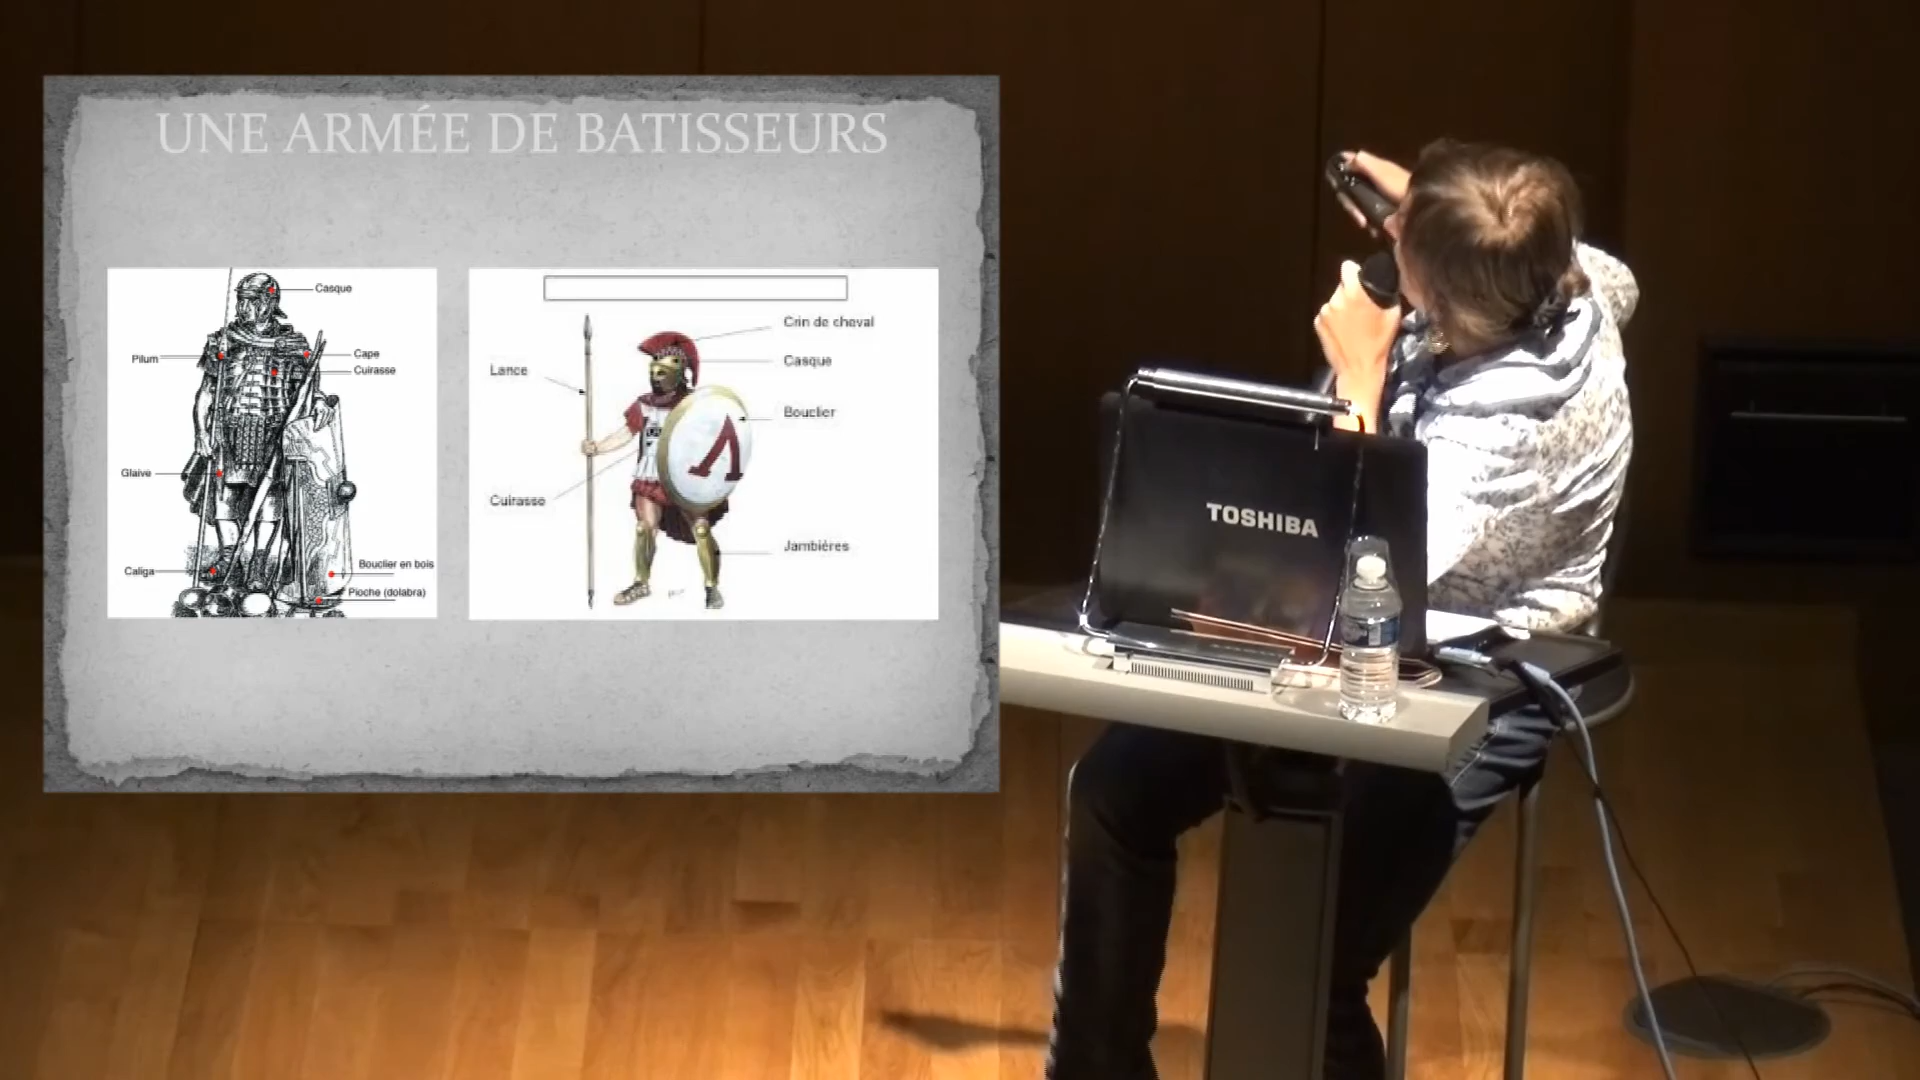 UNE ARMÉE DE BATISSEURS
Casque
Pilum
Cape
Cuirasse
Glaive
Caliga
Bouclier en bois
Pioche (dolabra)
Crin de cheval
Casque
Lance
Bouclier
Cuirasse
Jambières
TOSHIBA